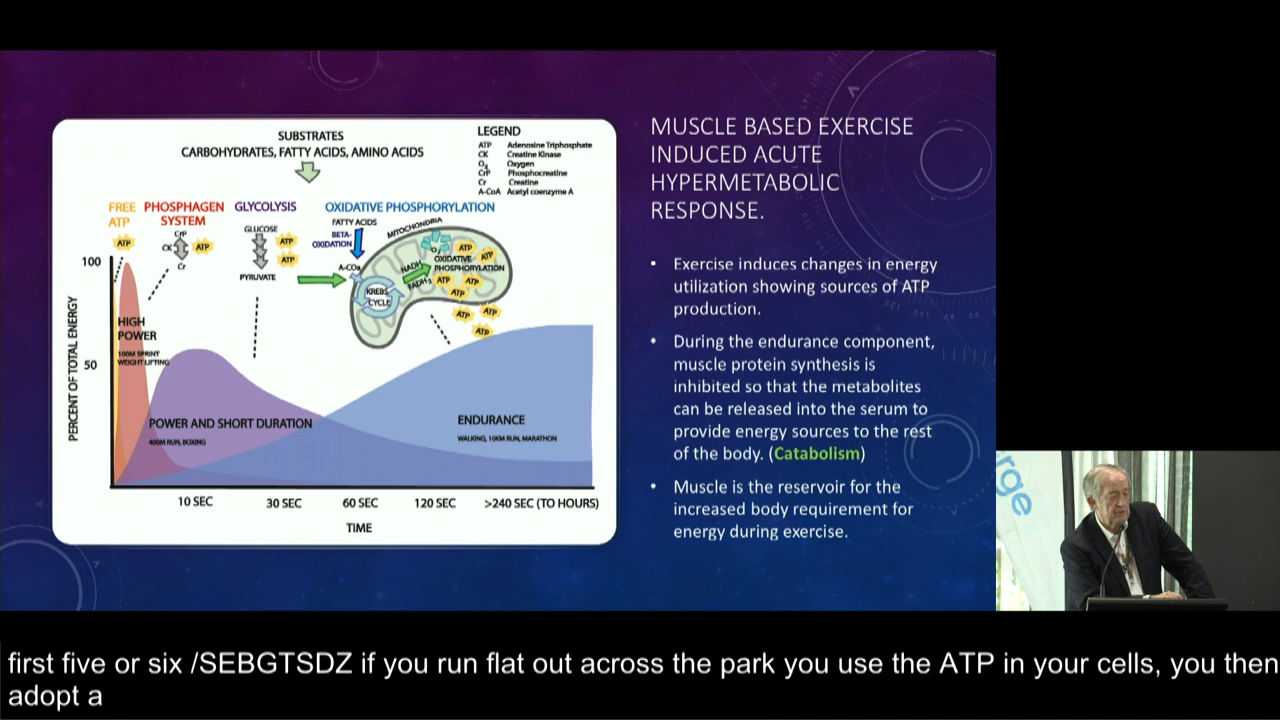 SUBSTRATES
CARBOHYDRATES, FATTY ACIDS, AMINO ACIDS
LEGEND
ATP Adenosine Triphosphate
CK Creatine Kinase
O2 Oxygen
CrP Phosphocreatine
Cr Creatine
A-CoA Acetyl coenzyme A
FREE
ATP
ATP
PHOSPHAGEN
SYSTEM
CrP
CK
ATP
Cr
GLYCOLYSIS
GLUCOSE
ATP
ATP
PYRUVATE
OXIDATIVE PHOSPHORYLATION
FATTY ACIDS
BETA-
OXIDATION
MITOCHONDRIA
A-COA
KREBS
CYCLE
NADH
FADH2
O2
OXIDATIVE
PHOSPHORYLATION
ATP
ATP
ATP
ATP
ATP
ATP
ATP
ATP
PERCENT OF TOTAL ENERGY
100
50
HIGH
POWER
100M SPRINT
WEIGHT LIFTING
POWER AND SHORT DURATION
400M RUN, BOXING
ENDURANCE
WALKING, 10KM RUN, MARATHON
10 SEC 30 SEC 60 SEC 120 SEC >240 SEC (TO HOURS)
TIME
MUSCLE BASED EXERCISE
INDUCED ACUTE
HYPERMETABOLIC
RESPONSE.
• Exercise induces changes in energy
utilization showing sources of ATP
production.
• During the endurance component,
muscle protein synthesis is
inhibited so that the metabolites
can be released into the serum to
provide energy sources to the rest
of the body. (Catabolism)
• Muscle is the reservoir for the
increased body requirement for
energy during exercise.
rge
first five or six /SEBGTSDZ if you run flat out across the park you use the ATP in your cells, you then
adopt a